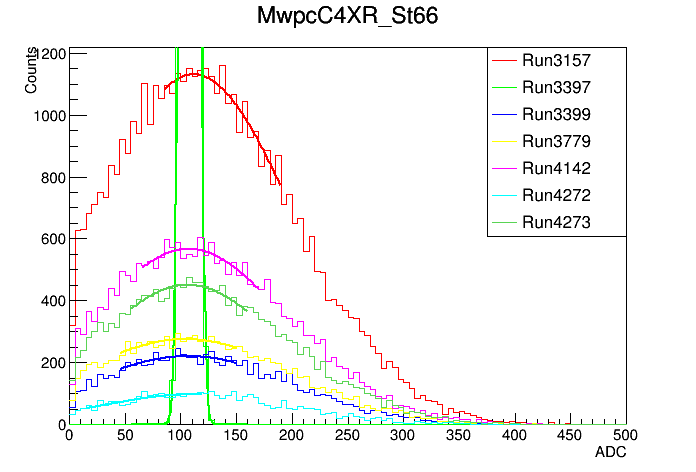 MwpcC4XR_St66
Counts
1200
1000
800
600
400
200
0
Run3157
Run3397
Run3399
Run3779
Run4142
Run4272
Run4273
0 50 100 150 200 250 300 350 400 450 500
ADC